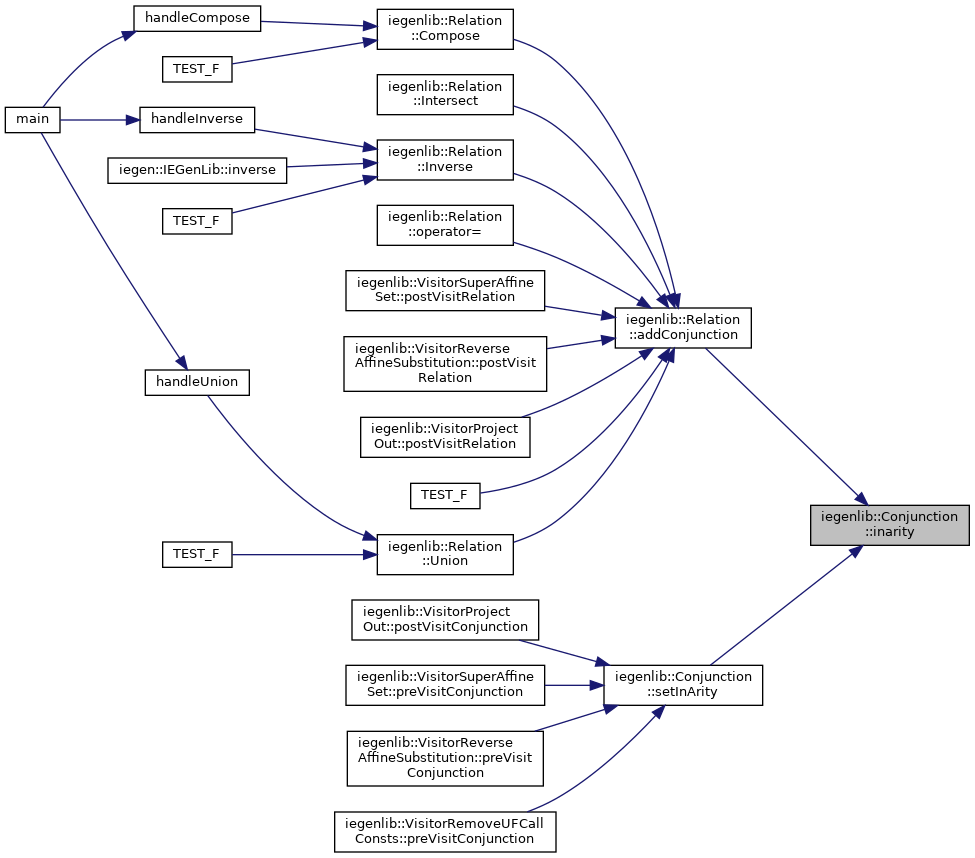 handleCompose
iegenlib::Relation
::Compose
TEST_F
iegenlib::Relation
::Intersect
main
handleInverse
iegenlib::Relation
::Inverse
iegen::IEGenLib::inverse
TEST_F
iegenlib::Relation
::operator=
iegenlib::VisitorSuperAffine
Set::postVisitRelation
iegenlib::Relation
::addConjunction
iegenlib::VisitorReverse
AffineSubstitution::postVisit
Relation
handleUnion
iegenlib::VisitorProject
Out::postVisitRelation
TEST_F
iegenlib::Conjunction
::inarity
TEST_F
iegenlib::Relation
::Union
iegenlib::VisitorProject
Out::postVisitConjunction
iegenlib::VisitorSuperAffine
Set::preVisitConjunction
iegenlib::Conjunction
::setInArity
iegenlib::VisitorReverse
AffineSubstitution::preVisit
Conjunction
iegenlib::VisitorRemoveUFCall
Consts::preVisitConjunction